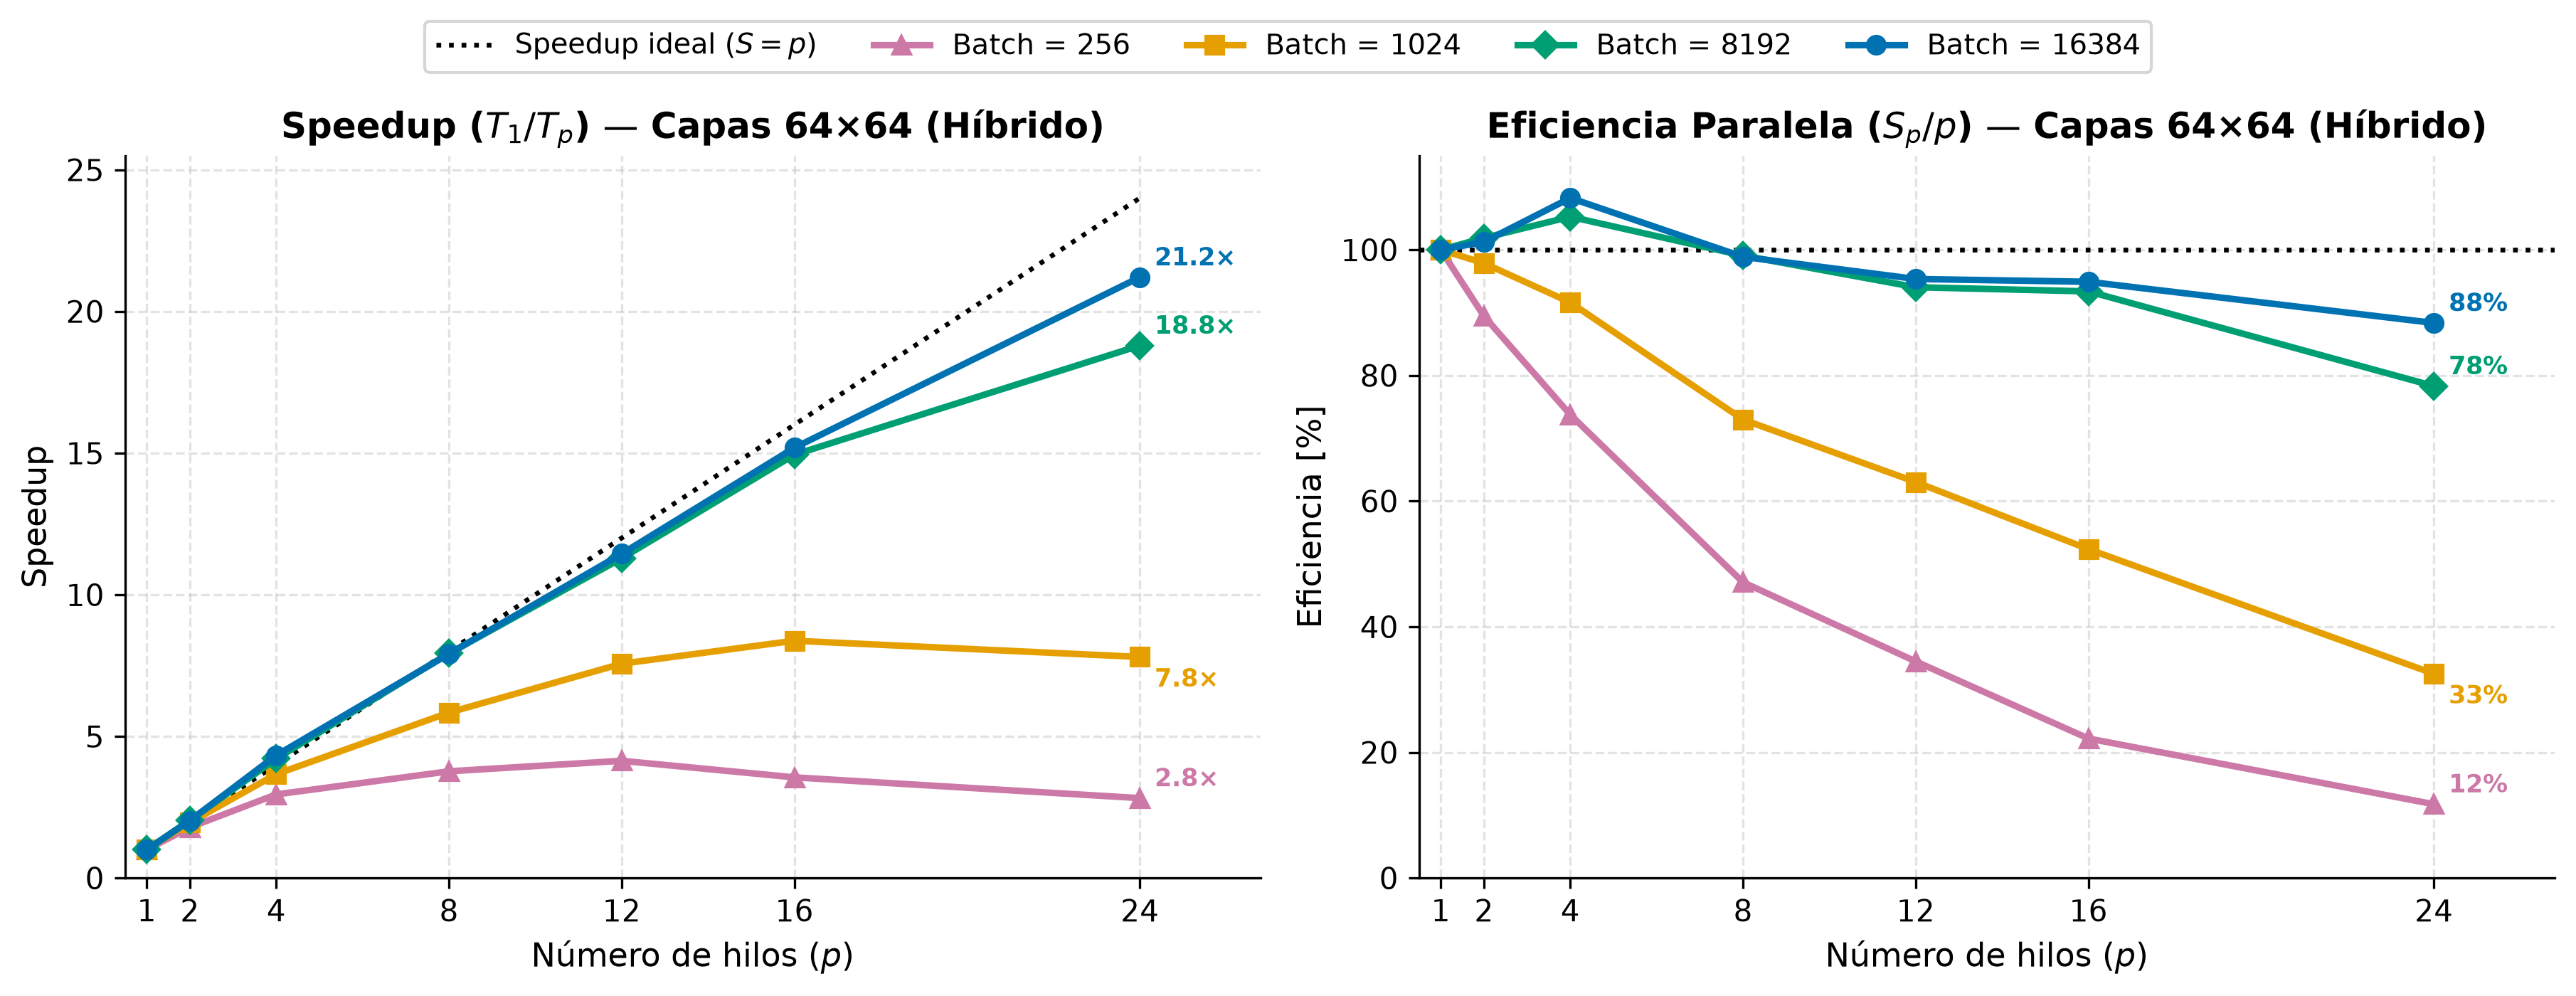 Speedup ideal (S = p)
Batch = 256
Batch = 1024
Batch = 8192
Batch = 16384
Speedup (T₁/Tₚ) — Capas 64×64 (Híbrido)
25
20
15
10
5
0
Speedup
21.2×
18.8×
7.8×
2.8×
1 2 4 8 12 16 24
Número de hilos (p)
Eficiencia Paralela (Sₚ/p) — Capas 64×64 (Híbrido)
100
80
60
40
20
0
Eficiencia [%]
88%
78%
33%
12%
1 2 4 8 12 16 24
Número de hilos (p)